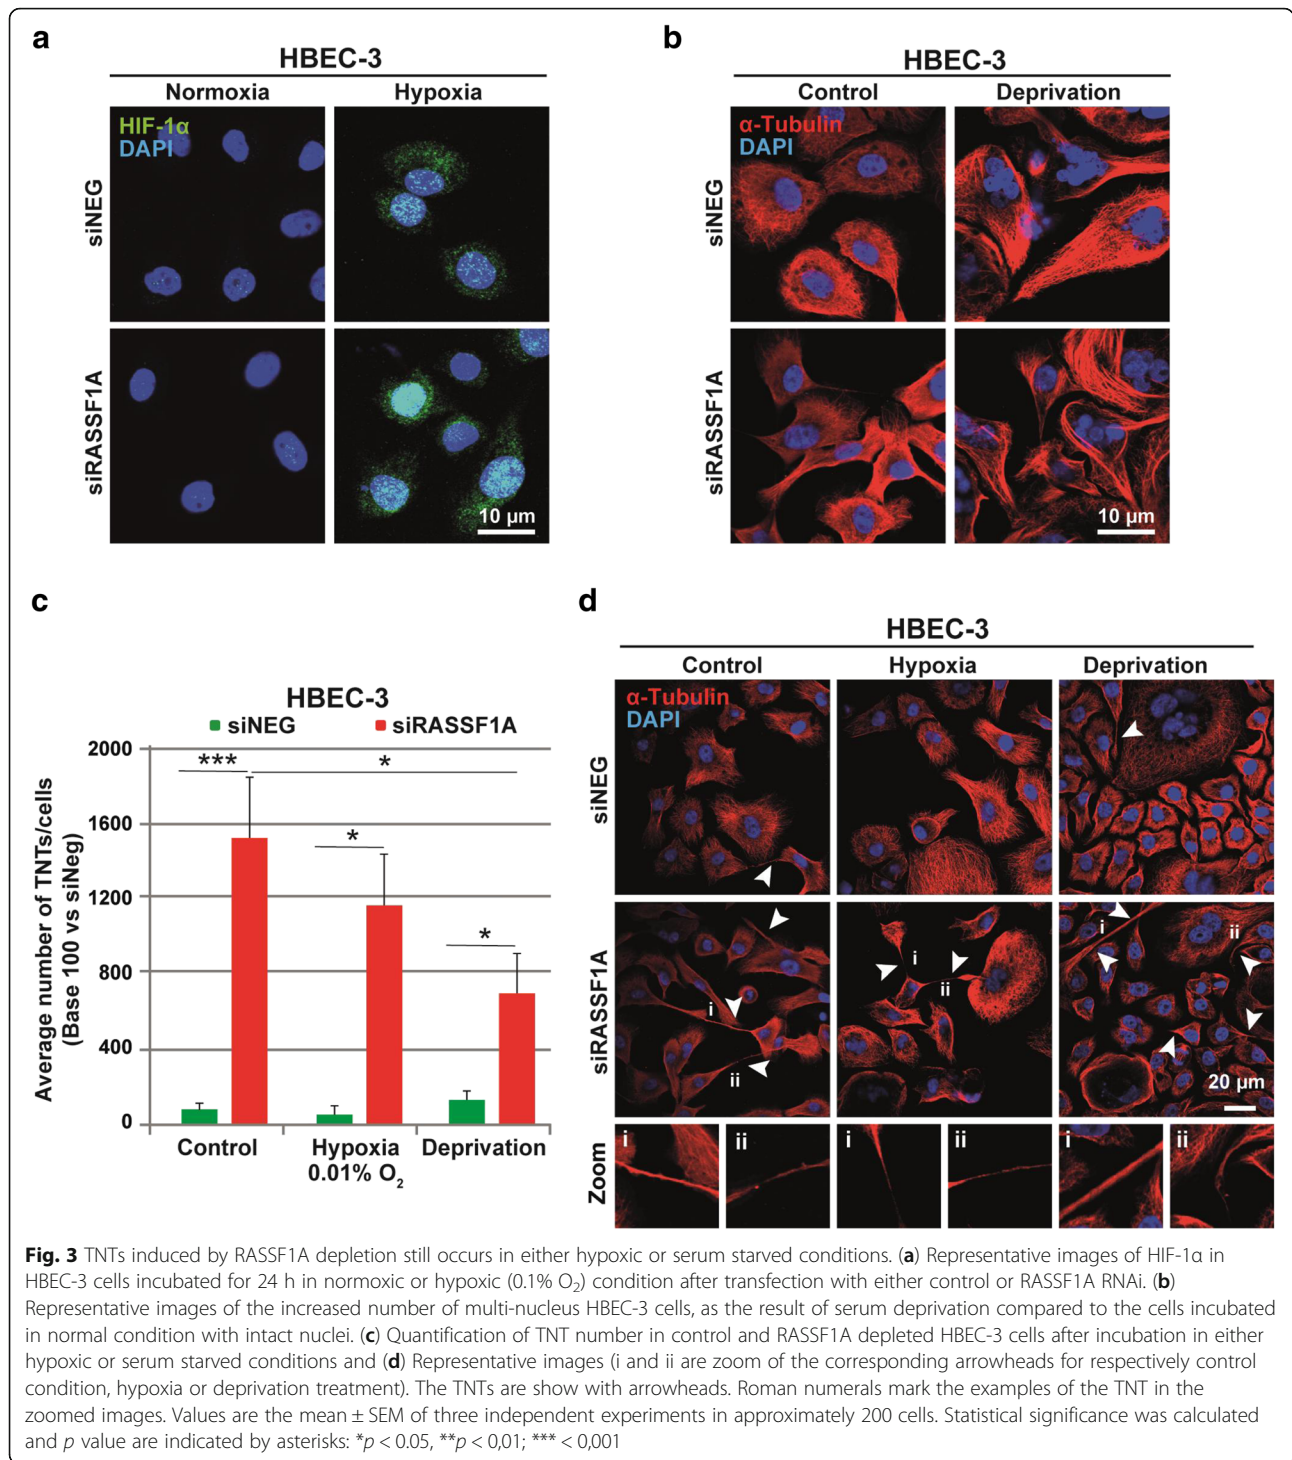 a
HBEC-3
Normoxia
Hypoxia
HIF-1α
DAPI
siNEG
siRASSF1A
10 µm
b
HBEC-3
Control
Deprivation
α-Tubulin
DAPI
siNEG
siRASSF1A
10 µm
c
HBEC-3
siNEG
siRASSF1A
Average number of TNTs/cells
(Base 100 vs siNeg)
2000
1600
1200
800
400
0
***
*
*
*
Control
Hypoxia
0.01% O₂
Deprivation
d
HBEC-3
Control
Hypoxia
Deprivation
α-Tubulin
DAPI
siNEG
siRASSF1A
i
ii
i
ii
i
ii
20 µm
Zoom
i
ii
i
ii
i
ii
Fig. 3 TNTs induced by RASSF1A depletion still occurs in either hypoxic or serum starved conditions. (a) Representative images of HIF-1α in
HBEC-3 cells incubated for 24 h in normoxic or hypoxic (0.1% O₂) condition after transfection with either control or RASSF1A RNAi. (b)
Representative images of the increased number of multi-nucleus HBEC-3 cells, as the result of serum deprivation compared to the cells incubated
in normal condition with intact nuclei. (c) Quantification of TNT number in control and RASSF1A depleted HBEC-3 cells after incubation in either
hypoxic or serum starved conditions and (d) Representative images (i and ii are zoom of the corresponding arrowheads for respectively control
condition, hypoxia or deprivation treatment). The TNTs are show with arrowheads. Roman numerals mark the examples of the TNT in the
zoomed images. Values are the mean ± SEM of three independent experiments in approximately 200 cells. Statistical significance was calculated
and p value are indicated by asterisks: *p < 0.05, **p < 0,01; *** < 0,001